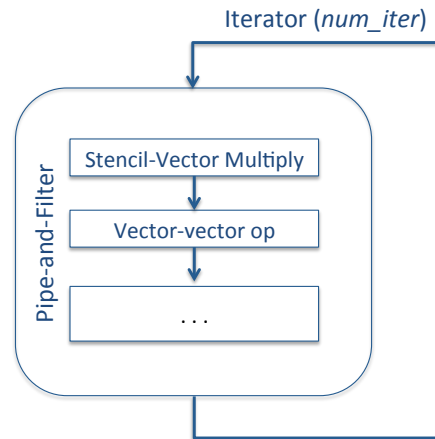 Iterator (num_iter)
Pipe-and-Filter
Stencil-Vector Multiply
Vector-vector op
. . .